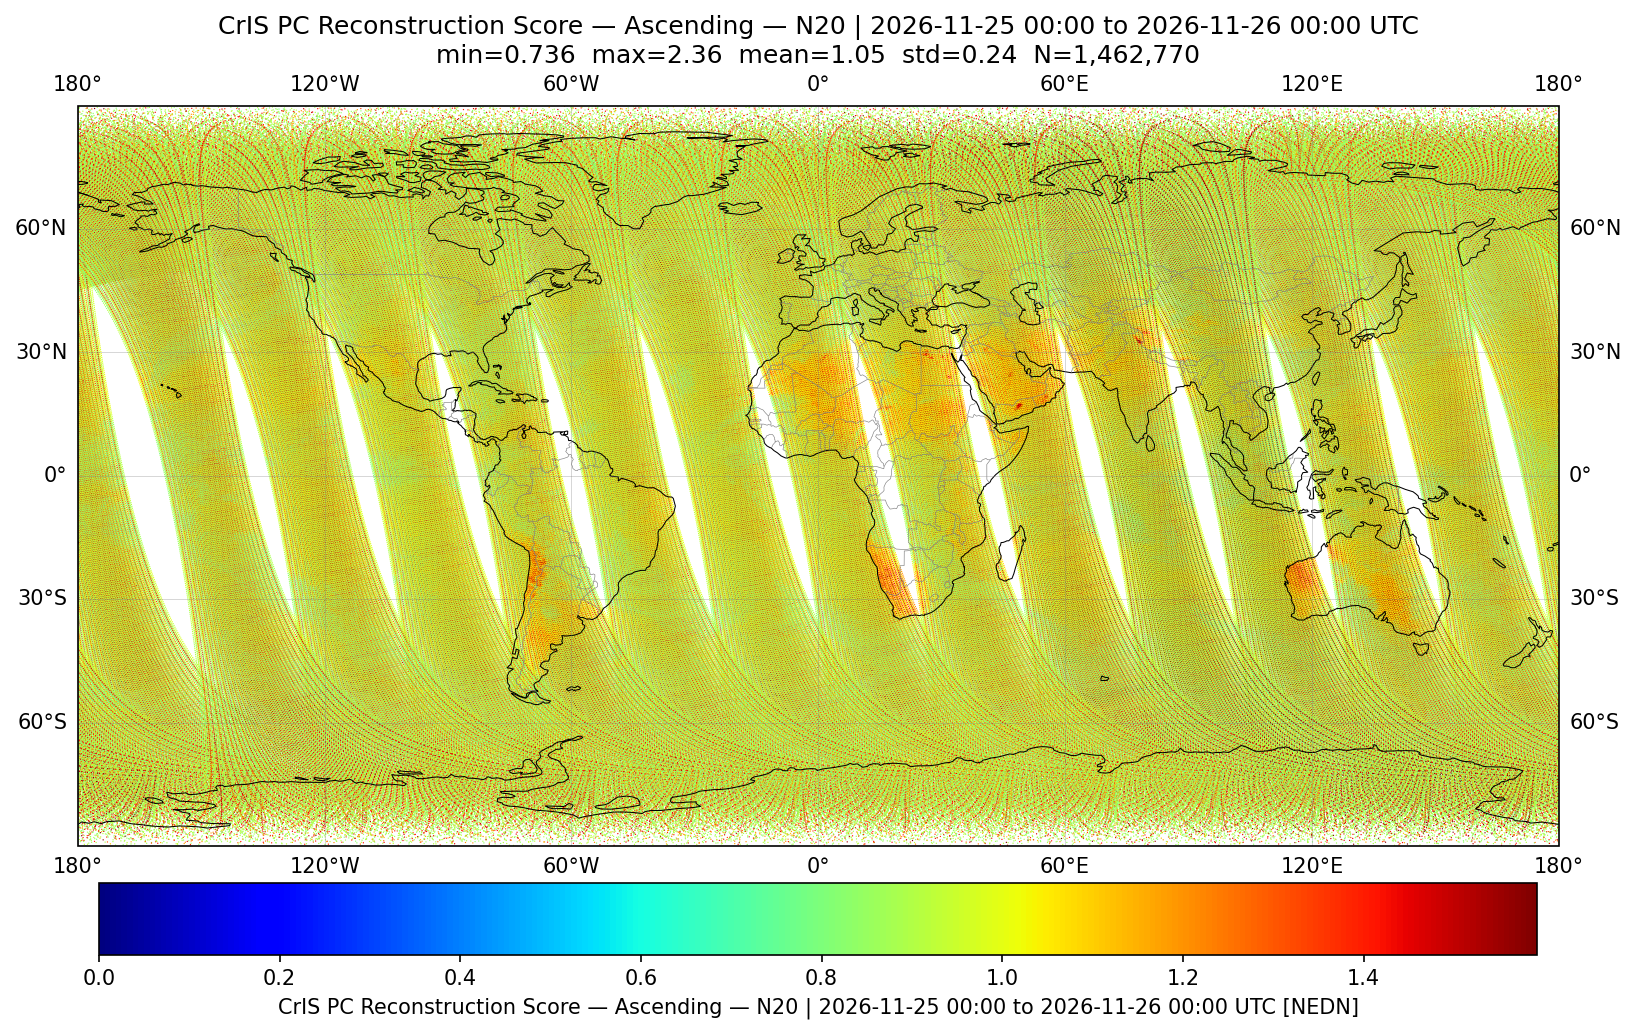 CrIS PC Reconstruction Score — Ascending — N20 | 2026-11-25 00:00 to 2026-11-26 00:00 UTC
min=0.736 max=2.36 mean=1.05 std=0.24 N=1,462,770
180° 120°W 60°W 0° 60°E 120°E 180°
60°N 60°N
30°N 30°N
0° 0°
30°S 30°S
60°S 60°S
180° 120°W 60°W 0° 60°E 120°E 180°
0.0 0.2 0.4 0.6 0.8 1.0 1.2 1.4
CrIS PC Reconstruction Score — Ascending — N20 | 2026-11-25 00:00 to 2026-11-26 00:00 UTC [NEDN]